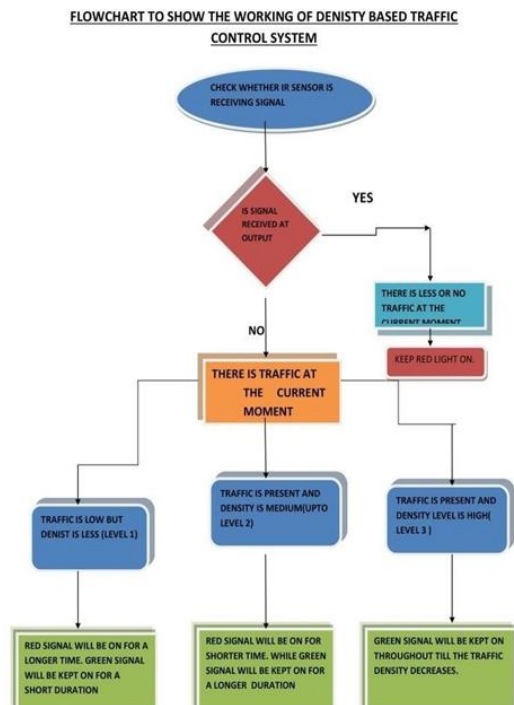 FLOWCHART TO SHOW THE WORKING OF DENISTY BASED TRAFFIC
CONTROL SYSTEM
CHECK WHETHER IR SENSOR IS
RECEIVING SIGNAL
IS SIGNAL
RECEIVED AT
OUTPUT
YES
THERE IS LESS OR NO
TRAFFIC AT THE
CURRENT MOMENT
KEEP RED LIGHT ON.
NO
THERE IS TRAFFIC AT
THE CURRENT
MOMENT
TRAFFIC IS LOW BUT
DENIST IS LESS (LEVEL 1)
TRAFFIC IS PRESENT AND
DENSITY IS MEDIUM(UPTO
LEVEL 2)
TRAFFIC IS PRESENT AND
DENSITY LEVEL IS HIGH(
LEVEL 3 )
RED SIGNAL WILL BE ON FOR A
LONGER TIME. GREEN SIGNAL
WILL BE KEPT ON FOR A
SHORT DURATION
RED SIGNAL WILL BE ON FOR
SHORTER TIME. WHILE GREEN
SIGNAL WILL BE KEPT ON FOR
A LONGER DURATION
GREEN SIGNAL WILL BE KEPT ON
THROUGHOUT TILL THE TRAFFIC
DENSITY DECREASES.